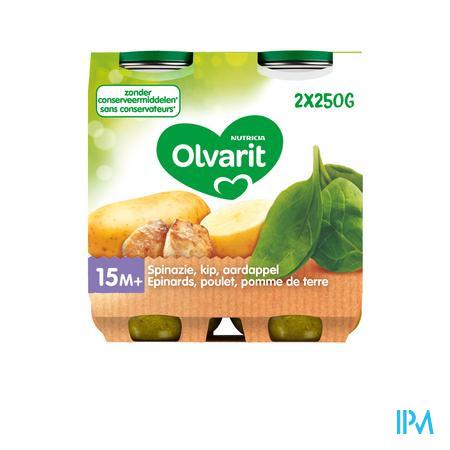 zonder
conserveermiddelen*
sans conservateurs*
2X250G
NUTRICIA
Olvarit
15M+
Spinazie, kip, aardappel
Epinards, poulet, pomme de terre
IPM